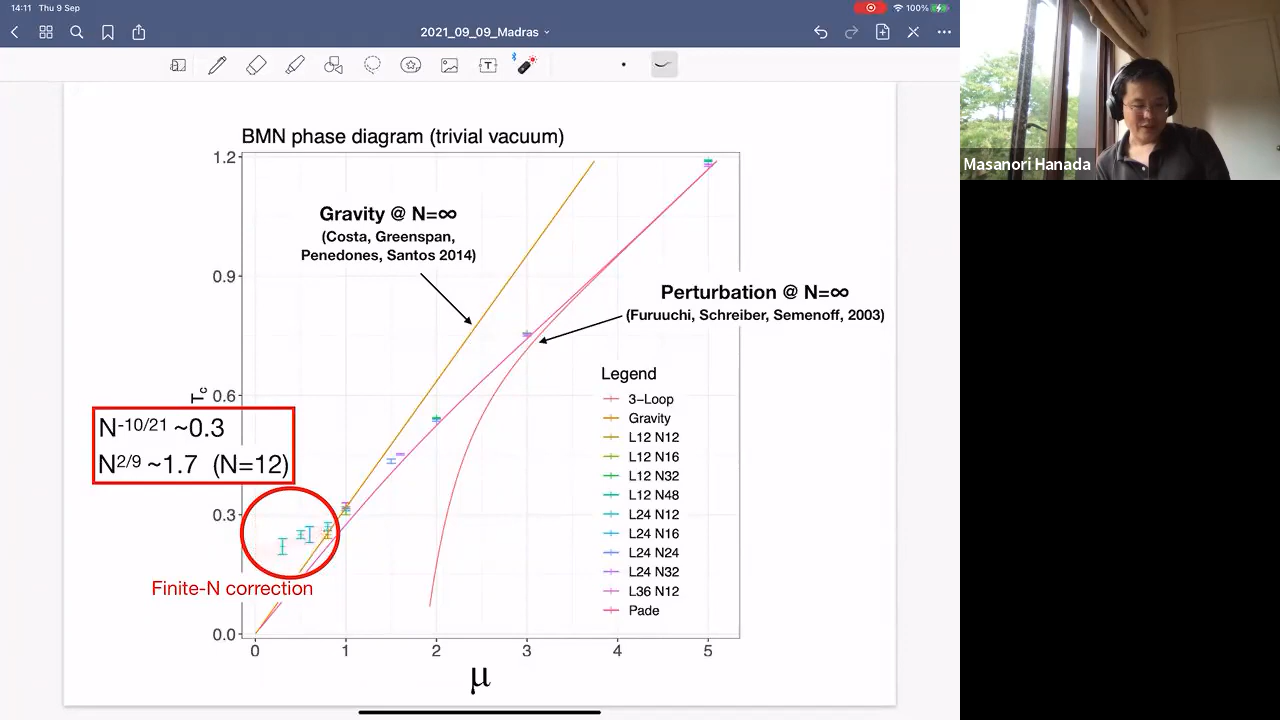 14:11 Thu 9 Sep
100%
2021_09_09_Madras
T
BMN phase diagram (trivial vacuum)
1.2
Gravity @ N=∞
(Costa, Greenspan,
Penedones, Santos 2014)
0.9
Perturbation @ N=∞
(Furuuchi, Schreiber, Semenoff, 2003)
Tc
0.6
N-10/21 ~0.3
N2/9 ~1.7 (N=12)
0.3
Finite-N correction
0.0
0 1 2 3 4 5
μ
Legend
3-Loop
Gravity
L12 N12
L12 N16
L12 N32
L12 N48
L24 N12
L24 N16
L24 N24
L24 N32
L36 N12
Pade
Masanori Hanada